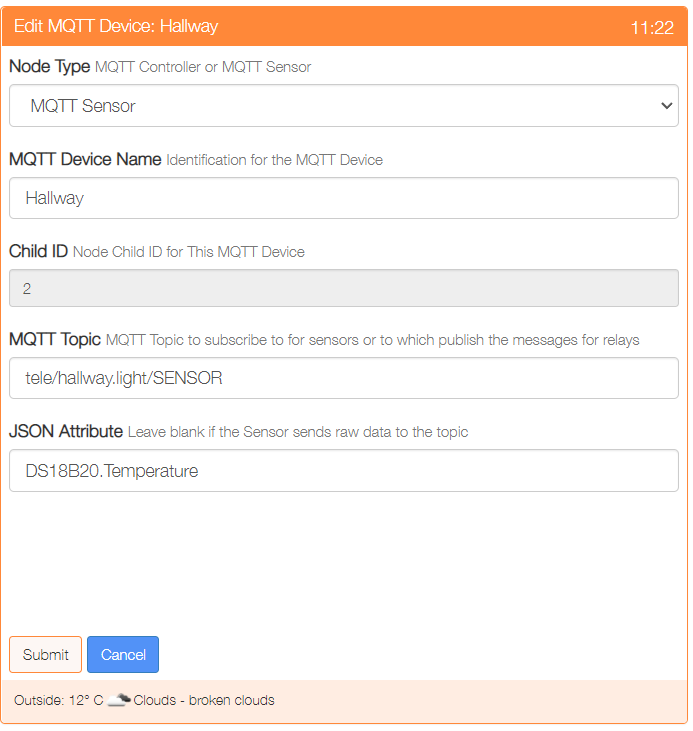 Edit MQTT Device: Hallway 11:22
Node Type MQTT Controller or MQTT Sensor
MQTT Sensor
MQTT Device Name Identification for the MQTT Device
Hallway
Child ID Node Child ID for This MQTT Device
2
MQTT Topic MQTT Topic to subscribe to for sensors or to which publish the messages for relays
tele/hallway.light/SENSOR
JSON Attribute Leave blank if the Sensor sends raw data to the topic
DS18B20.Temperature
Submit Cancel
Outside: 12° C Clouds - broken clouds